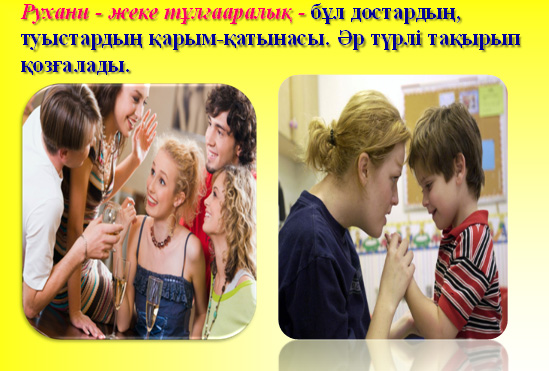 Рухани - жеке тұлғааралық - бұл достардың,
туыстардың қарым-қатынасы. Әр түрлі тақырып
қозғалады.